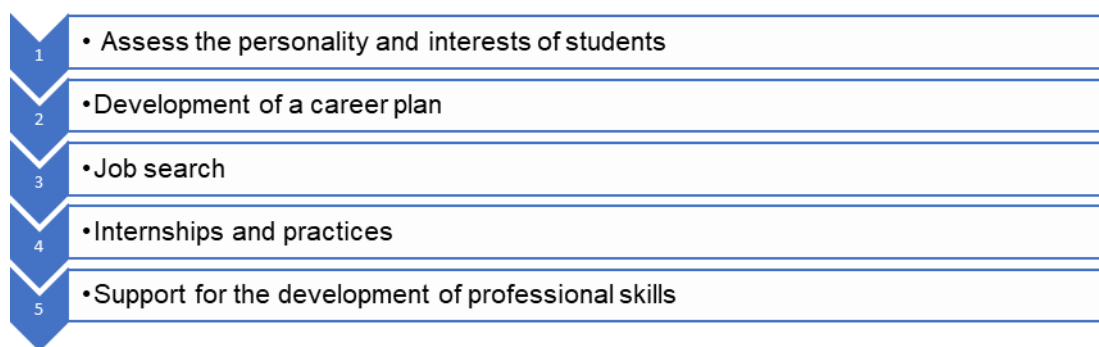 1 • Assess the personality and interests of students
2 •Development of a career plan
3 •Job search
4 •Internships and practices
5 •Support for the development of professional skills